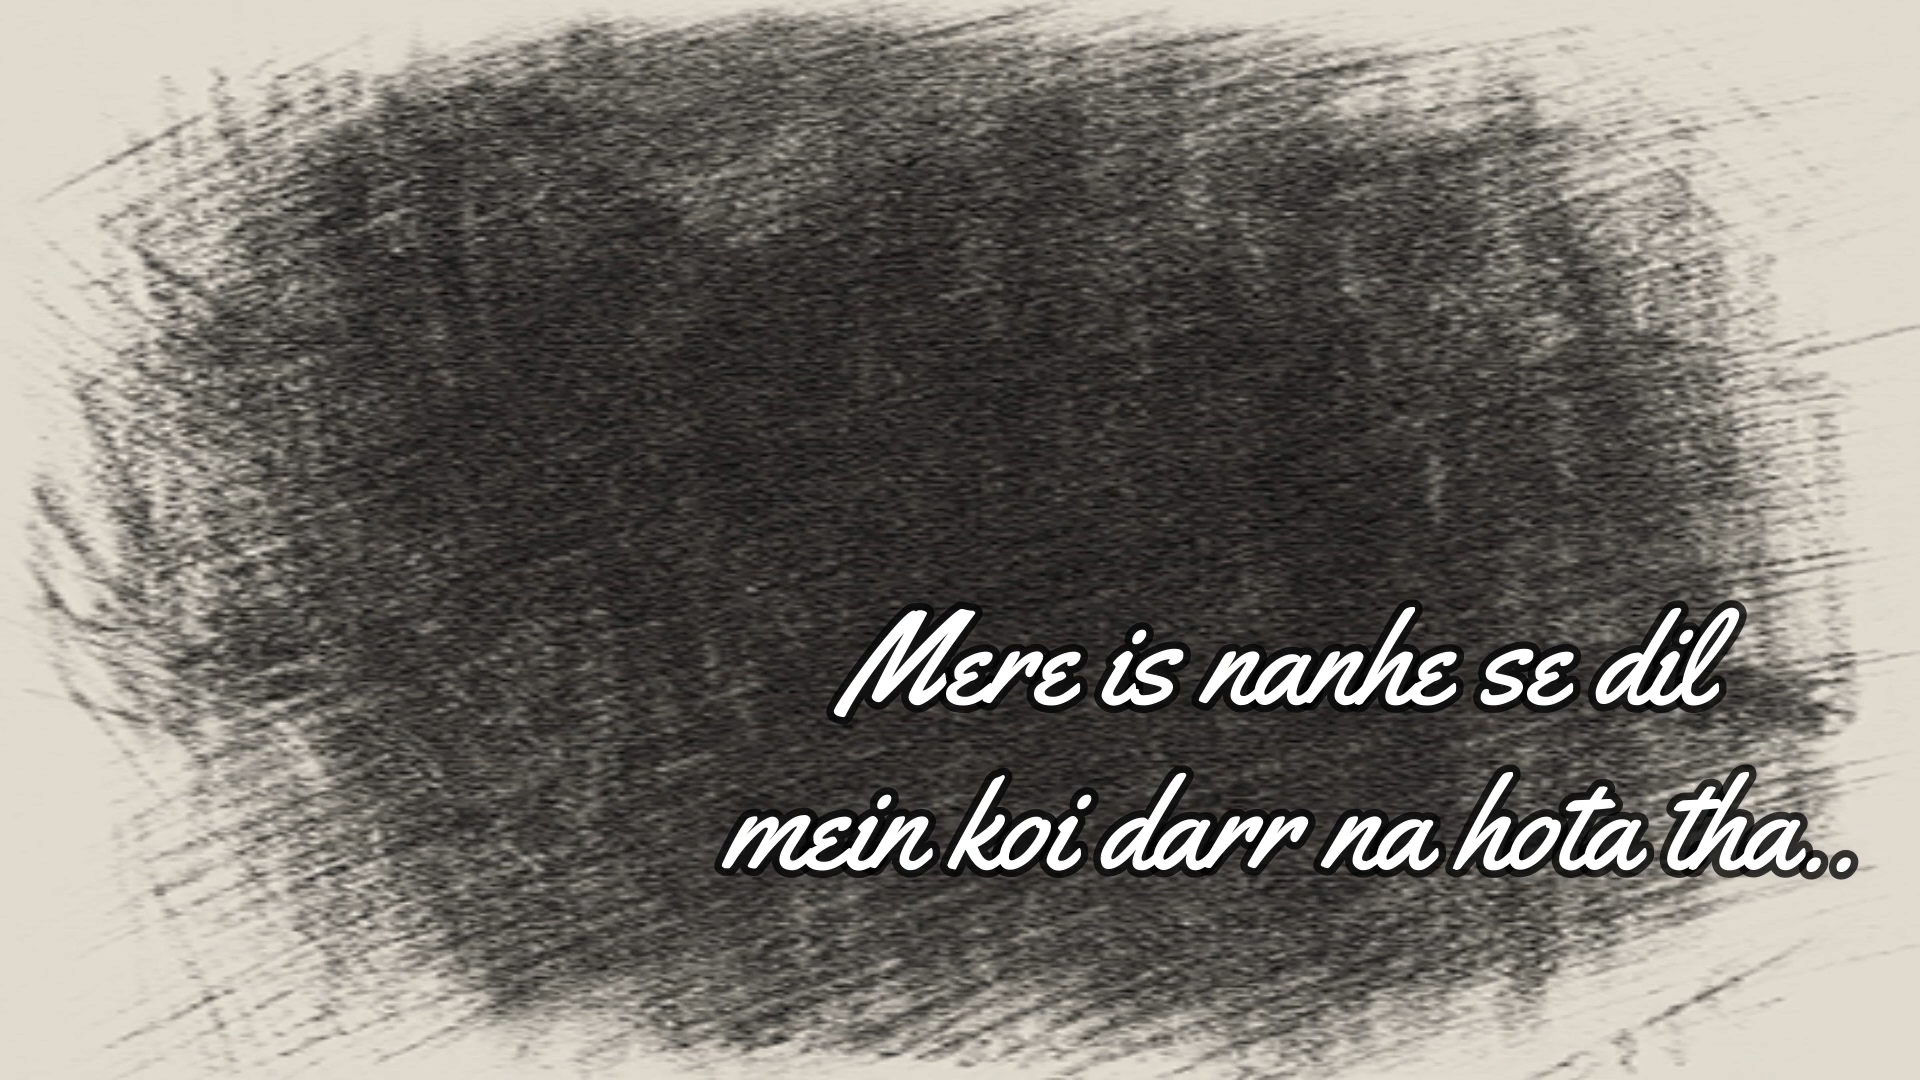 Mere is nanhe se dil
mein koi darr na hota tha..